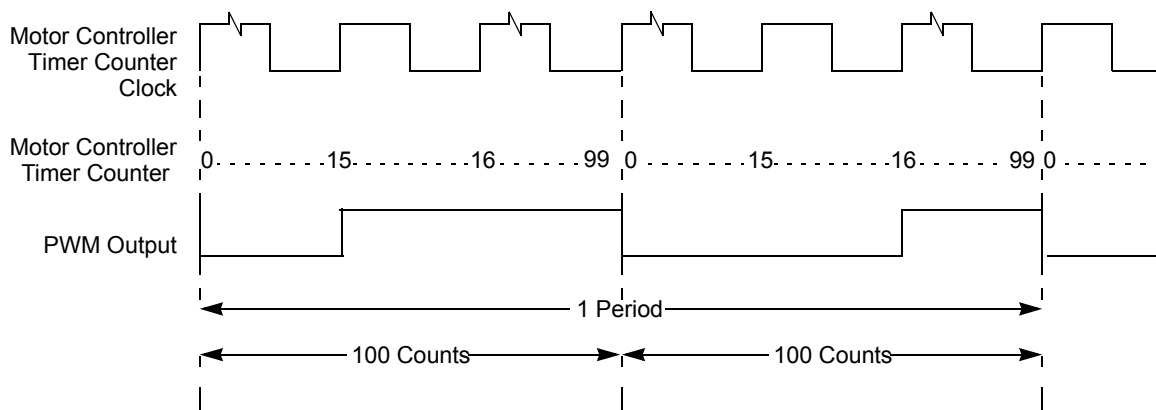 Motor Controller
Timer Counter
Clock
Motor Controller
Timer Counter
0 15 16 99 0 15 16 99 0
PWM Output
1 Period
100 Counts 100 Counts